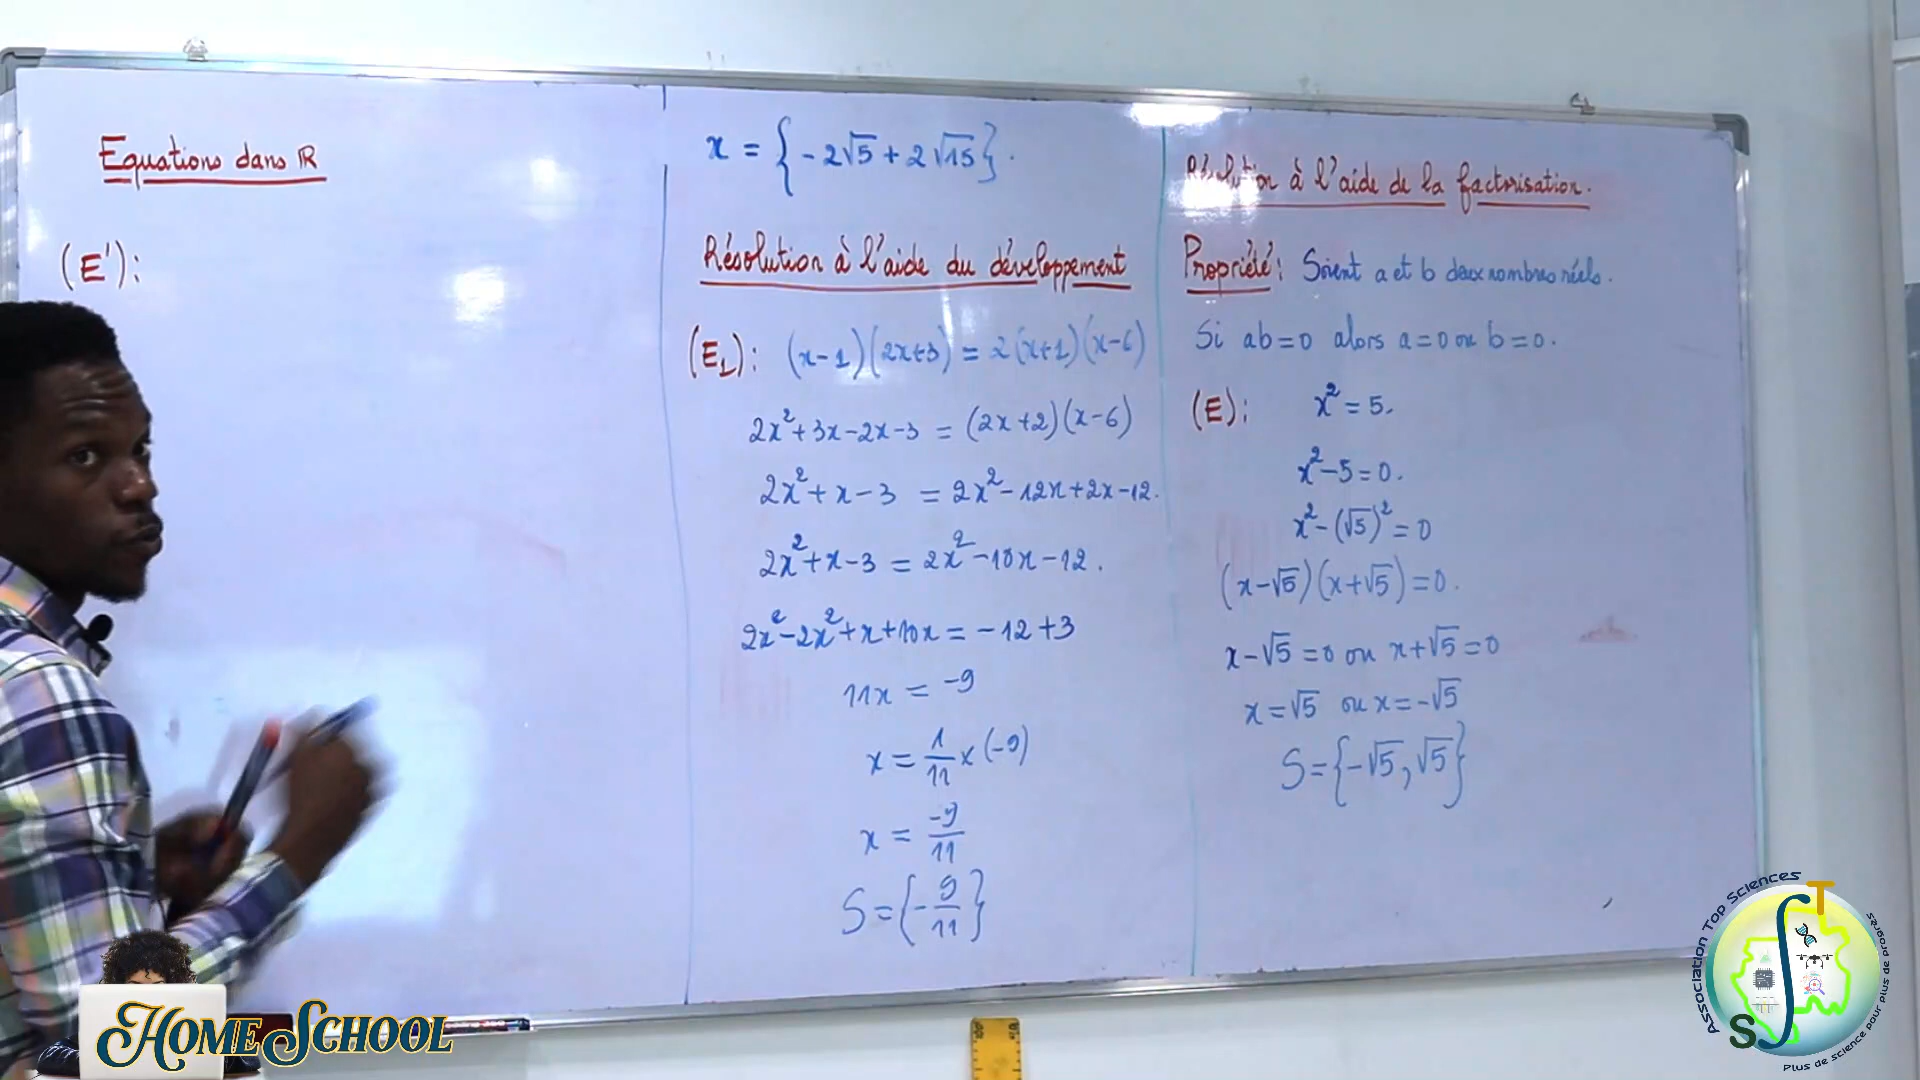 Equations dans ℝ
(E'):
x = {-2√5 + 2√15}.
Résolution à l'aide du développement
(E₁): (x-1)(2x+3) = 2(x+1)(x-6)
2x²+3x-2x-3 = (2x+2)(x-6)
2x²+x-3 = 2x²-12x+2x-12.
2x²+x-3 = 2x²-10x-12.
2x²-2x²+x+10x = -12+3
11x = -9
x = 1/11 x (-9)
x = -9/11
S = {-9/11}
Résolution à l'aide de la factorisation.
Propriété: Soient a et b deux nombres réels.
Si ab=0 alors a=0 ou b=0.
(E): x² = 5.
x²-5=0.
x²-(√5)²=0
(x-√5)(x+√5)=0.
x-√5=0 ou x+√5=0
x=√5 ou x=-√5
S={-√5,√5}
HOME SCHOOL
Association Top Sciences
S T
Plus de science pour plus de progrès